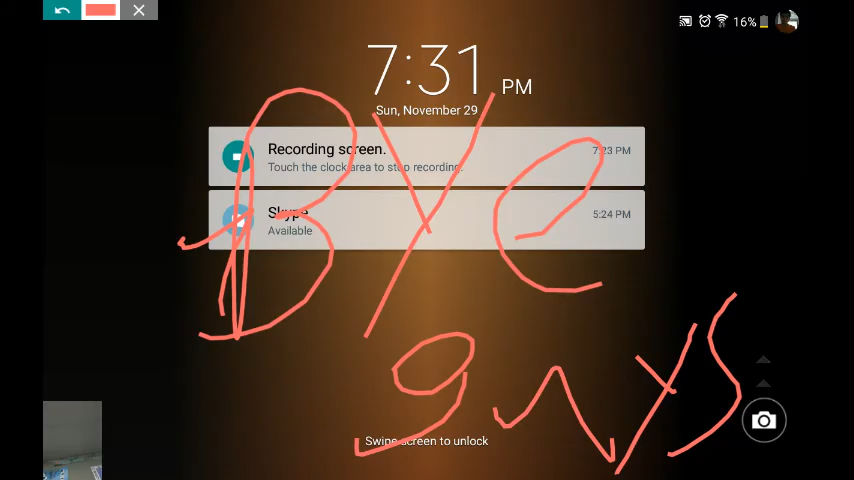 16%
7:31 PM
Sun, November 29
Recording screen. 7:23 PM
Touch the clock area to stop recording.
Skype 5:24 PM
Available
Bye
guys
Swipe screen to unlock